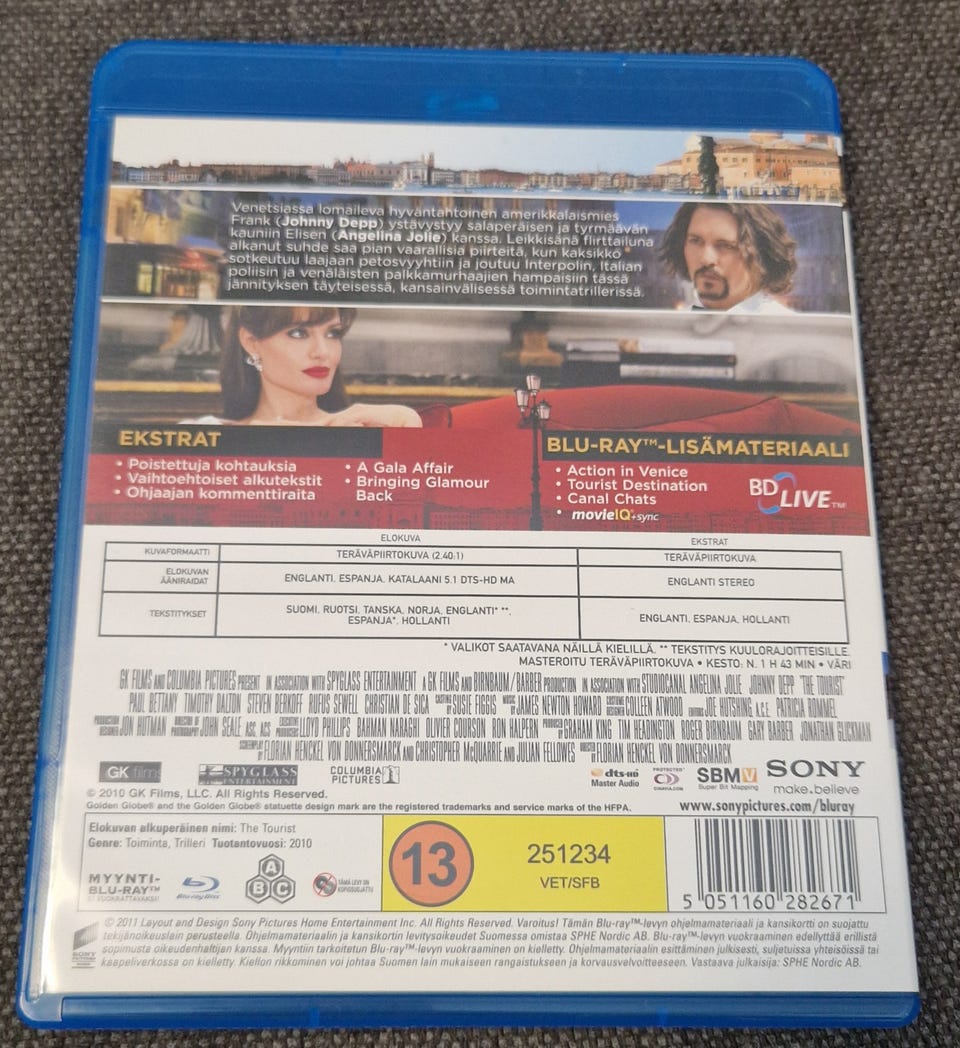 Venetsiassa lomaileva hyväntahtoinen amerikkalaismies
Frank (Johnny Depp) ystävystyy salaperäisen ja tyrmäävän
kauniin Elisen (Angelina Jolie) kanssa. Leikkisänä flirttailuna
alkanut suhde saa pian vaarallisia piirteitä, kun kaksikko
sotkeutuu laajaan petosvyyhtiin ja joutuu Interpolin, Italian
poliisin ja venäläisten palkkamurhaajien hampaisiin tässä
jännityksen täyteisessä, kansainvälisessä toimintatrillerissä.
EKSTRAT
• Poistettuja kohtauksia
• Vaihtoehtoiset alkutekstit
• Ohjaajan kommenttiraita
• A Gala Affair
• Bringing Glamour
Back
BLU-RAY™-LISÄMATERIAALI
• Action in Venice
• Tourist Destination
• Canal Chats
• movieIQ+sync
BD LIVE™
ELOKUVA EKSTRAT
KUVAFORMAATTI TERÄVÄPIIRTOKUVA (2.40:1) TERÄVÄPIIRTOKUVA
ELOKUVAN
ÄÄNIRAIDAT ENGLANTI, ESPANJA, KATALAANI 5.1 DTS-HD MA ENGLANTI STEREO
TEKSTITYKSET SUOMI, RUOTSI, TANSKA, NORJA, ENGLANTI* **,
ESPANJA*, HOLLANTI ENGLANTI, ESPANJA, HOLLANTI
* VALIKOT SAATAVANA NÄILLÄ KIELILLÄ. ** TEKSTITYS KUULORAJOITTEISILLE.
MASTEROITU TERÄVÄPIIRTOKUVA • KESTO: N. 1 H 43 MIN • VÄRI
GK FILMS AND COLUMBIA PICTURES PRESENT IN ASSOCIATION WITH SPYGLASS ENTERTAINMENT A GK FILMS AND BIRNBAUM/BARBER PRODUCTION IN ASSOCIATION WITH STUDIOCANAL ANGELINA JOLIE JOHNNY DEPP "THE TOURIST"
PAUL BETTANY TIMOTHY DALTON STEVEN BERKOFF RUFUS SEWELL CHRISTIAN DE SICA CASTING BY SUSIE FIGGIS MUSIC BY JAMES NEWTON HOWARD COSTUME DESIGNER COLLEEN ATWOOD EDITORS JOE HUTSHING, A.C.E. PATRICIA ROMMEL
PRODUCTION DESIGNER JON HUTMAN DIRECTOR OF PHOTOGRAPHY JOHN SEALE ASC ACS EXECUTIVE PRODUCERS LLOYD PHILLIPS BAHMAN NARAGHI OLIVIER COURSON RON HALPERN PRODUCED BY GRAHAM KING TIM HEADINGTON ROGER BIRNBAUM GARY BARBER JONATHAN GLICKMAN
SCREENPLAY BY FLORIAN HENCKEL VON DONNERSMARCK AND CHRISTOPHER McQUARRIE AND JULIAN FELLOWES DIRECTED BY FLORIAN HENCKEL VON DONNERSMARCK
GK films
SPYGLASS
ENTERTAINMENT
COLUMBIA
PICTURES
dts-HD
Master Audio
PROTECTED
CINAVIA.COM
SBMV
Super Bit Mapping
SONY
make.believe
© 2010 GK Films, LLC. All Rights Reserved.
Golden Globe® and the Golden Globe® statuette design mark are the registered trademarks and service marks of the HFPA.
www.sonypictures.com/bluray
Elokuvan alkuperäinen nimi: The Tourist
Genre: Toiminta, Trilleri Tuotantovuosi: 2010
MYYNTI-
BLU-RAY™
EI VUOKRATTAVAKSI!
Blu-ray Disc
A
B C
TÄMÄ LEVY ON
KOPIOSUOJATTU
13
251234
VET/SFB
5 051160 282671
© 2011 Layout and Design Sony Pictures Home Entertainment Inc. All Rights Reserved. Varoitus! Tämän Blu-ray™-levyn ohjelmamateriaali ja kansikortti on suojattu
tekijänoikeuslain perusteella. Ohjelmamateriaalin ja kansikortin levitysoikeudet Suomessa omistaa SPHE Nordic AB. Blu-ray™-levyn vuokraaminen edellyttää erillistä
sopimusta oikeudenhaltijan kanssa. Myyntiin tarkoitetun Blu-ray™-levyn vuokraaminen on kielletty. Ohjelmamateriaalin esittäminen julkisesti, suljetuissa yhteisöissä tai
kaapeliverkossa on kielletty. Kiellon rikkominen voi johtaa Suomen lain mukaiseen rangaistukseen ja korvausvelvoitteeseen. Vastaava julkaisija: SPHE Nordic AB.
SONY
PICTURES